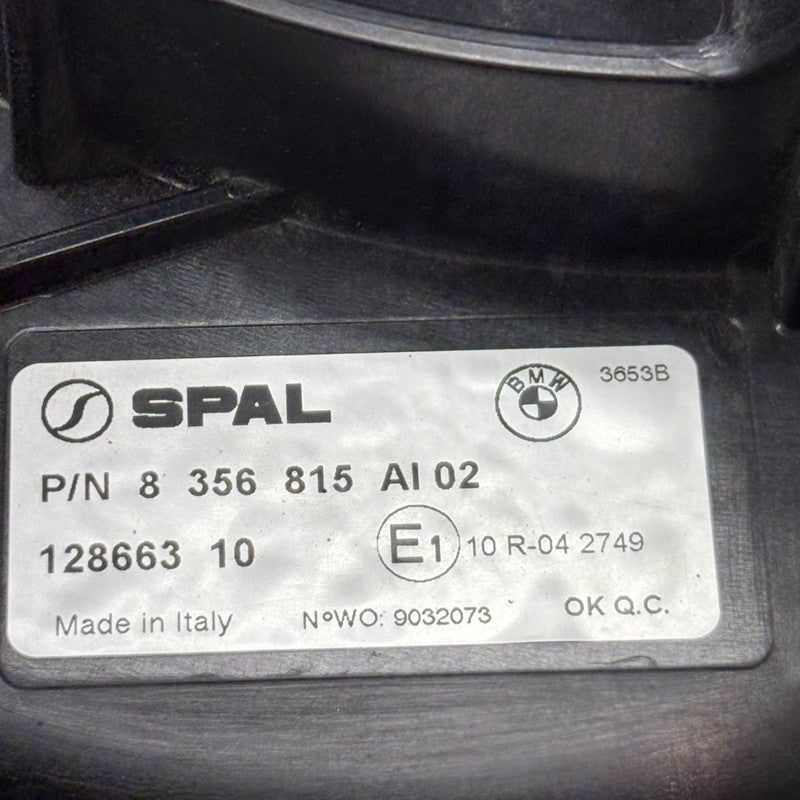 SPAL
BMW
3653B
P/N 8 356 815 AI 02
128663 10
E1 10 R-04 2749
Made in Italy
NºWO: 9032073
OK Q.C.